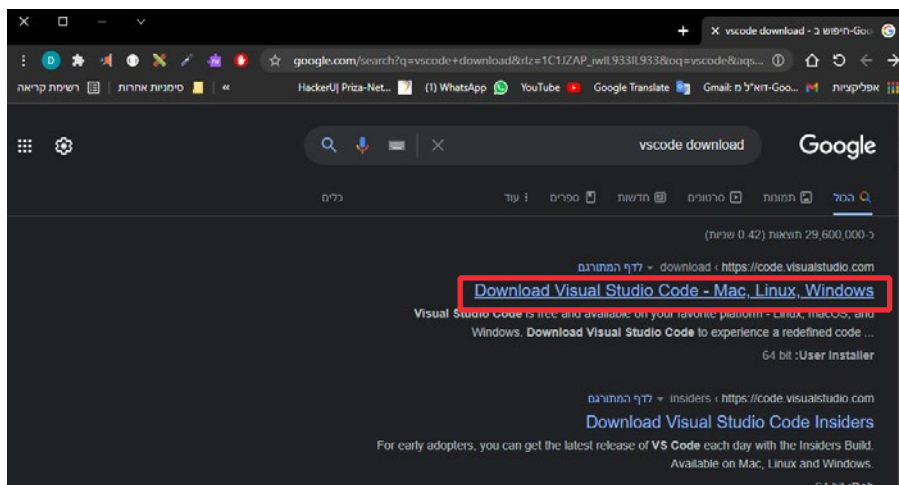 vscode download - חיפוש ב-Goo
google.com/search?q=vscode+download&rlz=1C1JZAP_iwIL933IL933&oq=vscode&aqs...
אפליקציות Gmail: דוא"ל מ-Goo... Google Translate YouTube (1) WhatsApp HackerU| Priza-Net... » סימניות אחרות רשימת קריאה
Google vscode download
הכול תמונות סרטונים חדשות ספרים עוד כלים
כ-29,600,000 תוצאות (0.42 שניות)
https://code.visualstudio.com › download לדף המתורגם
Download Visual Studio Code - Mac, Linux, Windows
Visual Studio Code is free and available on your favorite platform - Linux, macOS, and
Windows. Download Visual Studio Code to experience a redefined code ...
64 bit :User Installer
https://code.visualstudio.com › insiders לדף המתורגם
Download Visual Studio Code Insiders
For early adopters, you can get the latest release of VS Code each day with the Insiders Build.
Available on Mac, Linux and Windows.